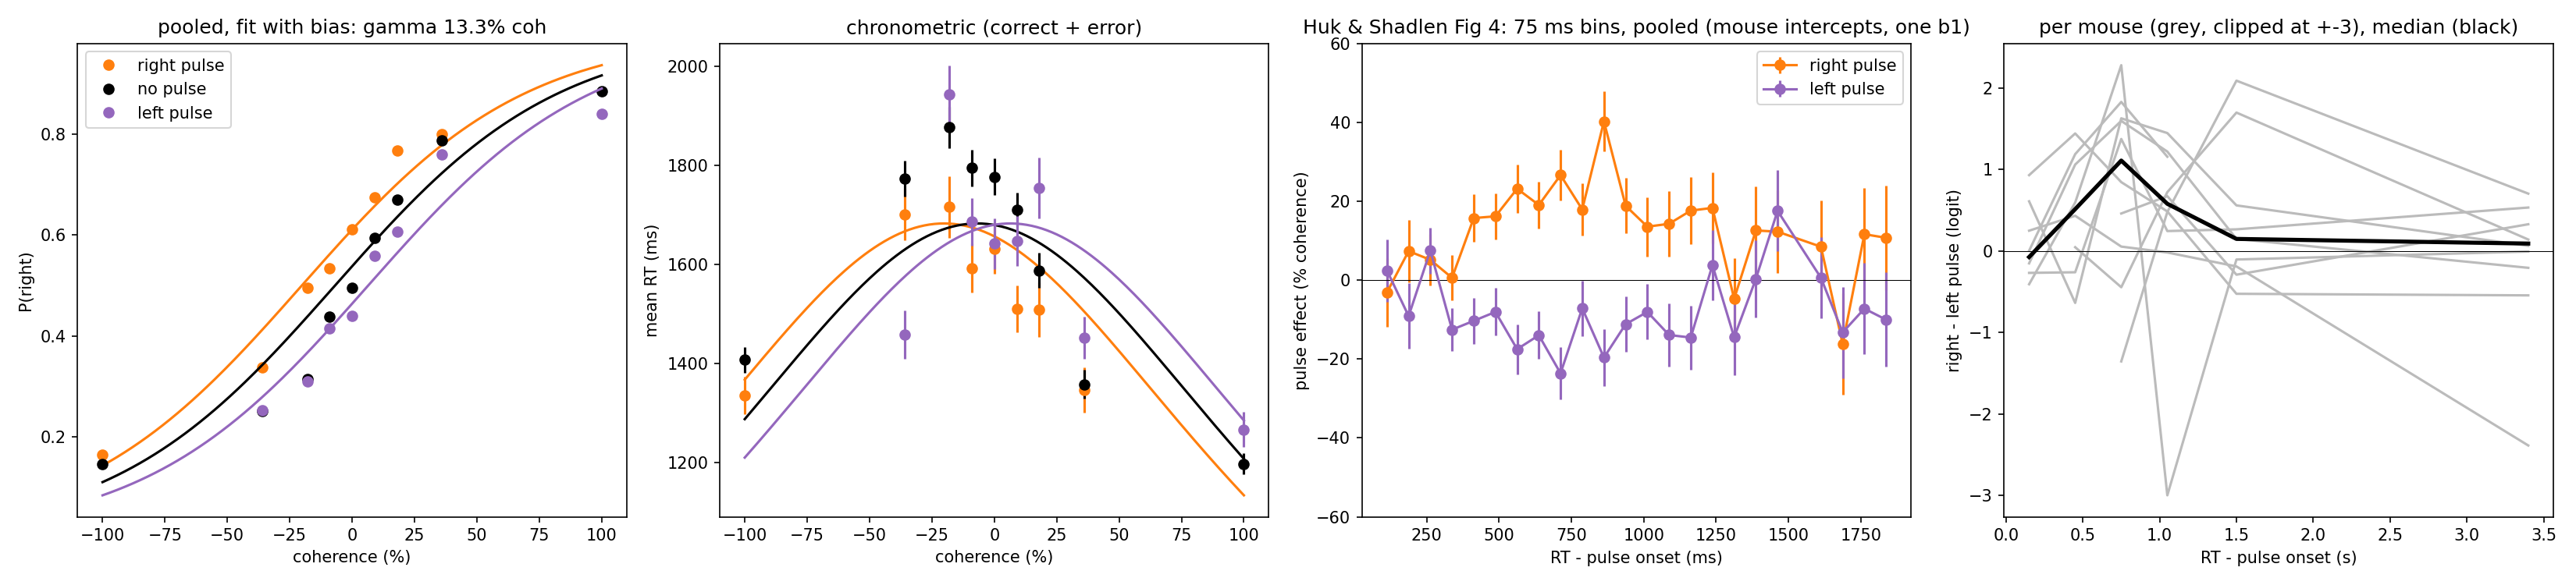 pooled, fit with bias: gamma 13.3% coh
P(right)
0.8
0.6
0.4
0.2
right pulse
no pulse
left pulse
−100 −75 −50 −25 0 25 50 75 100
coherence (%)
chronometric (correct + error)
mean RT (ms)
2000
1800
1600
1400
1200
−100 −75 −50 −25 0 25 50 75 100
coherence (%)
Huk & Shadlen Fig 4: 75 ms bins, pooled (mouse intercepts, one b1)
pulse effect (% coherence)
60
40
20
0
−20
−40
−60
right pulse
left pulse
250 500 750 1000 1250 1500 1750
RT - pulse onset (ms)
per mouse (grey, clipped at +-3), median (black)
right - left pulse (logit)
2
1
0
−1
−2
−3
0.0 0.5 1.0 1.5 2.0 2.5 3.0 3.5
RT - pulse onset (s)